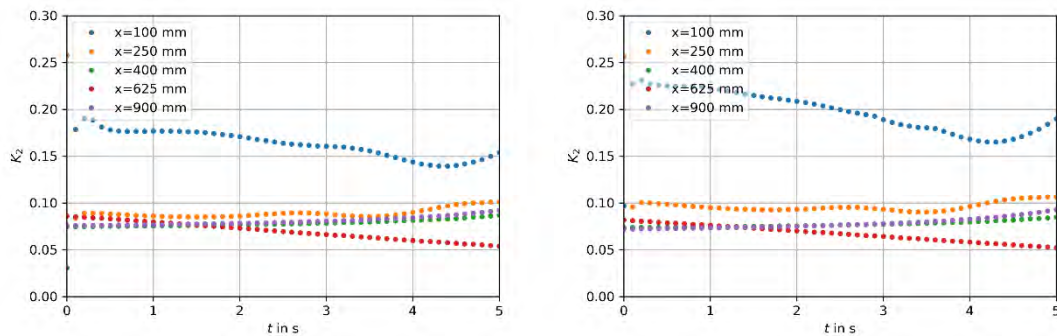 0.30
0.25
0.20
0.15
0.10
0.05
0.00
K2
x=100 mm
x=250 mm
x=400 mm
x=625 mm
x=900 mm
0 1 2 3 4 5
t in s
0.30
0.25
0.20
0.15
0.10
0.05
0.00
K2
x=100 mm
x=250 mm
x=400 mm
x=625 mm
x=900 mm
0 1 2 3 4 5
t in s